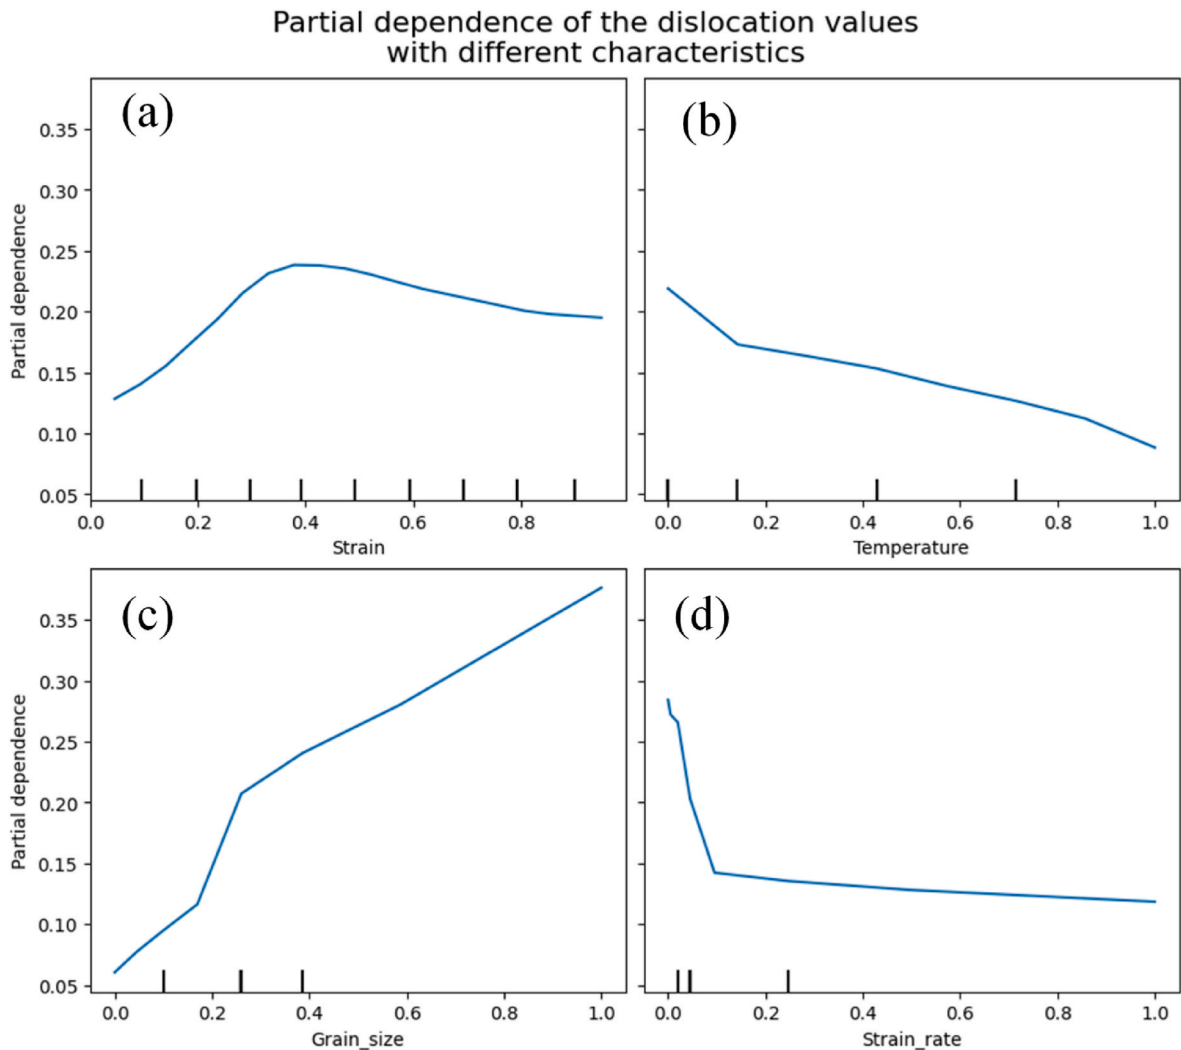 Partial dependence of the dislocation values
with different characteristics
(a)
Partial dependence
0.35
0.30
0.25
0.20
0.15
0.10
0.05
0.0 0.2 0.4 0.6 0.8
Strain
(b)
0.0 0.2 0.4 0.6 0.8 1.0
Temperature
(c)
Partial dependence
0.35
0.30
0.25
0.20
0.15
0.10
0.05
0.0 0.2 0.4 0.6 0.8 1.0
Grain_size
(d)
0.0 0.2 0.4 0.6 0.8 1.0
Strain_rate